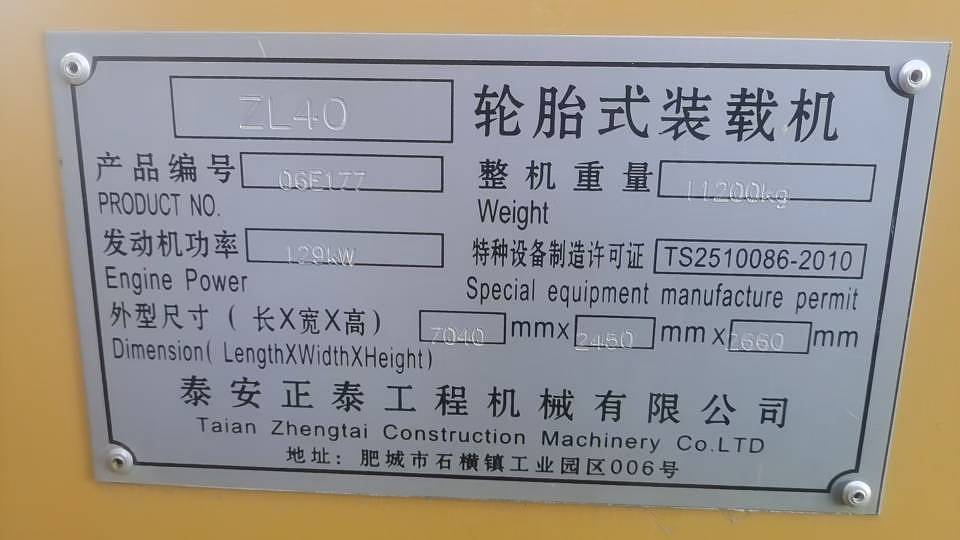 ZL40 轮胎式装载机
产品编号 06E177 整机重量 11200kg
PRODUCT NO. Weight
发动机功率 129kW 特种设备制造许可证 TS2510086-2010
Engine Power Special equipment manufacture permit
外型尺寸 ( 长X宽X高) 7040 mmx 2450 mm x 2660 mm
Dimension( LengthXWidthXHeight)
泰安正泰工程机械有限公司
Taian Zhengtai Construction Machinery Co.LTD
地址: 肥城市石横镇工业园区006号